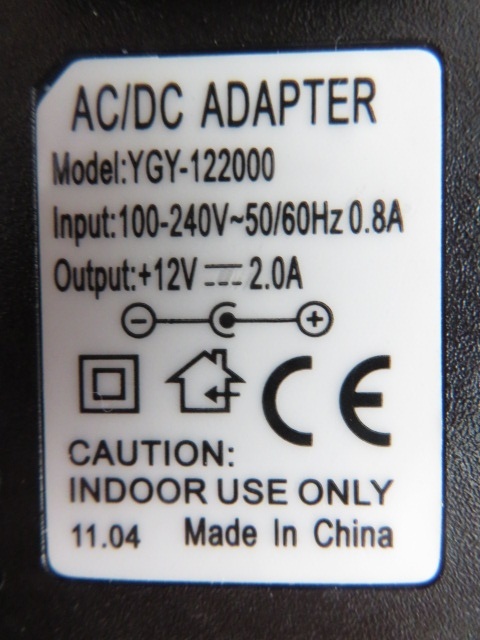 AC/DC ADAPTER
Model:YGY-122000
Input:100-240V~50/60Hz 0.8A
Output:+12V ⎓ 2.0A
CE
CAUTION:
INDOOR USE ONLY
11.04 Made In China